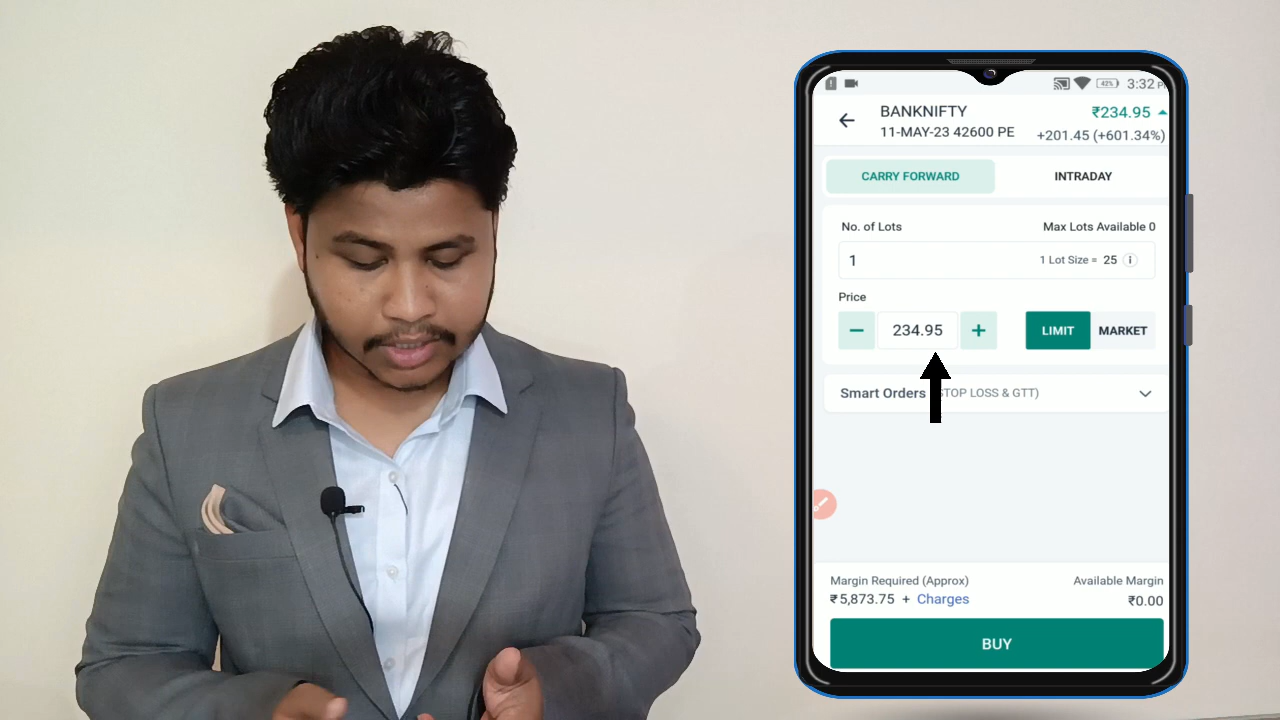 42%
3:32
BANKNIFTY
₹234.95
11-MAY-23 42600 PE
+201.45 (+601.34%)
CARRY FORWARD
INTRADAY
No. of Lots
Max Lots Available 0
1
1 Lot Size = 25
Price
234.95
LIMIT
MARKET
Smart Orders TOP LOSS & GTT)
Margin Required (Approx)
Available Margin
₹5,873.75 + Charges
₹0.00
BUY